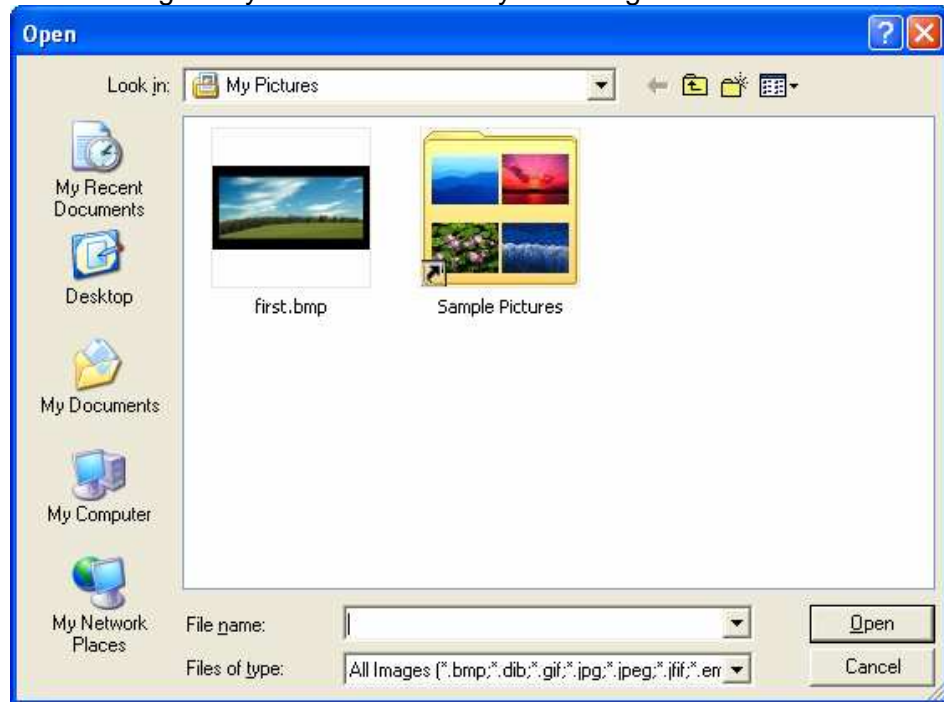 Open
Look in:
My Pictures
My Recent
Documents
Desktop
My Documents
My Computer
My Network
Places
first.bmp
Sample Pictures
File name:
Open
Files of type:
All Images (*.bmp;*.dib;*.gif;*.jpg;*.jpeg;*.jfif;*.em
Cancel